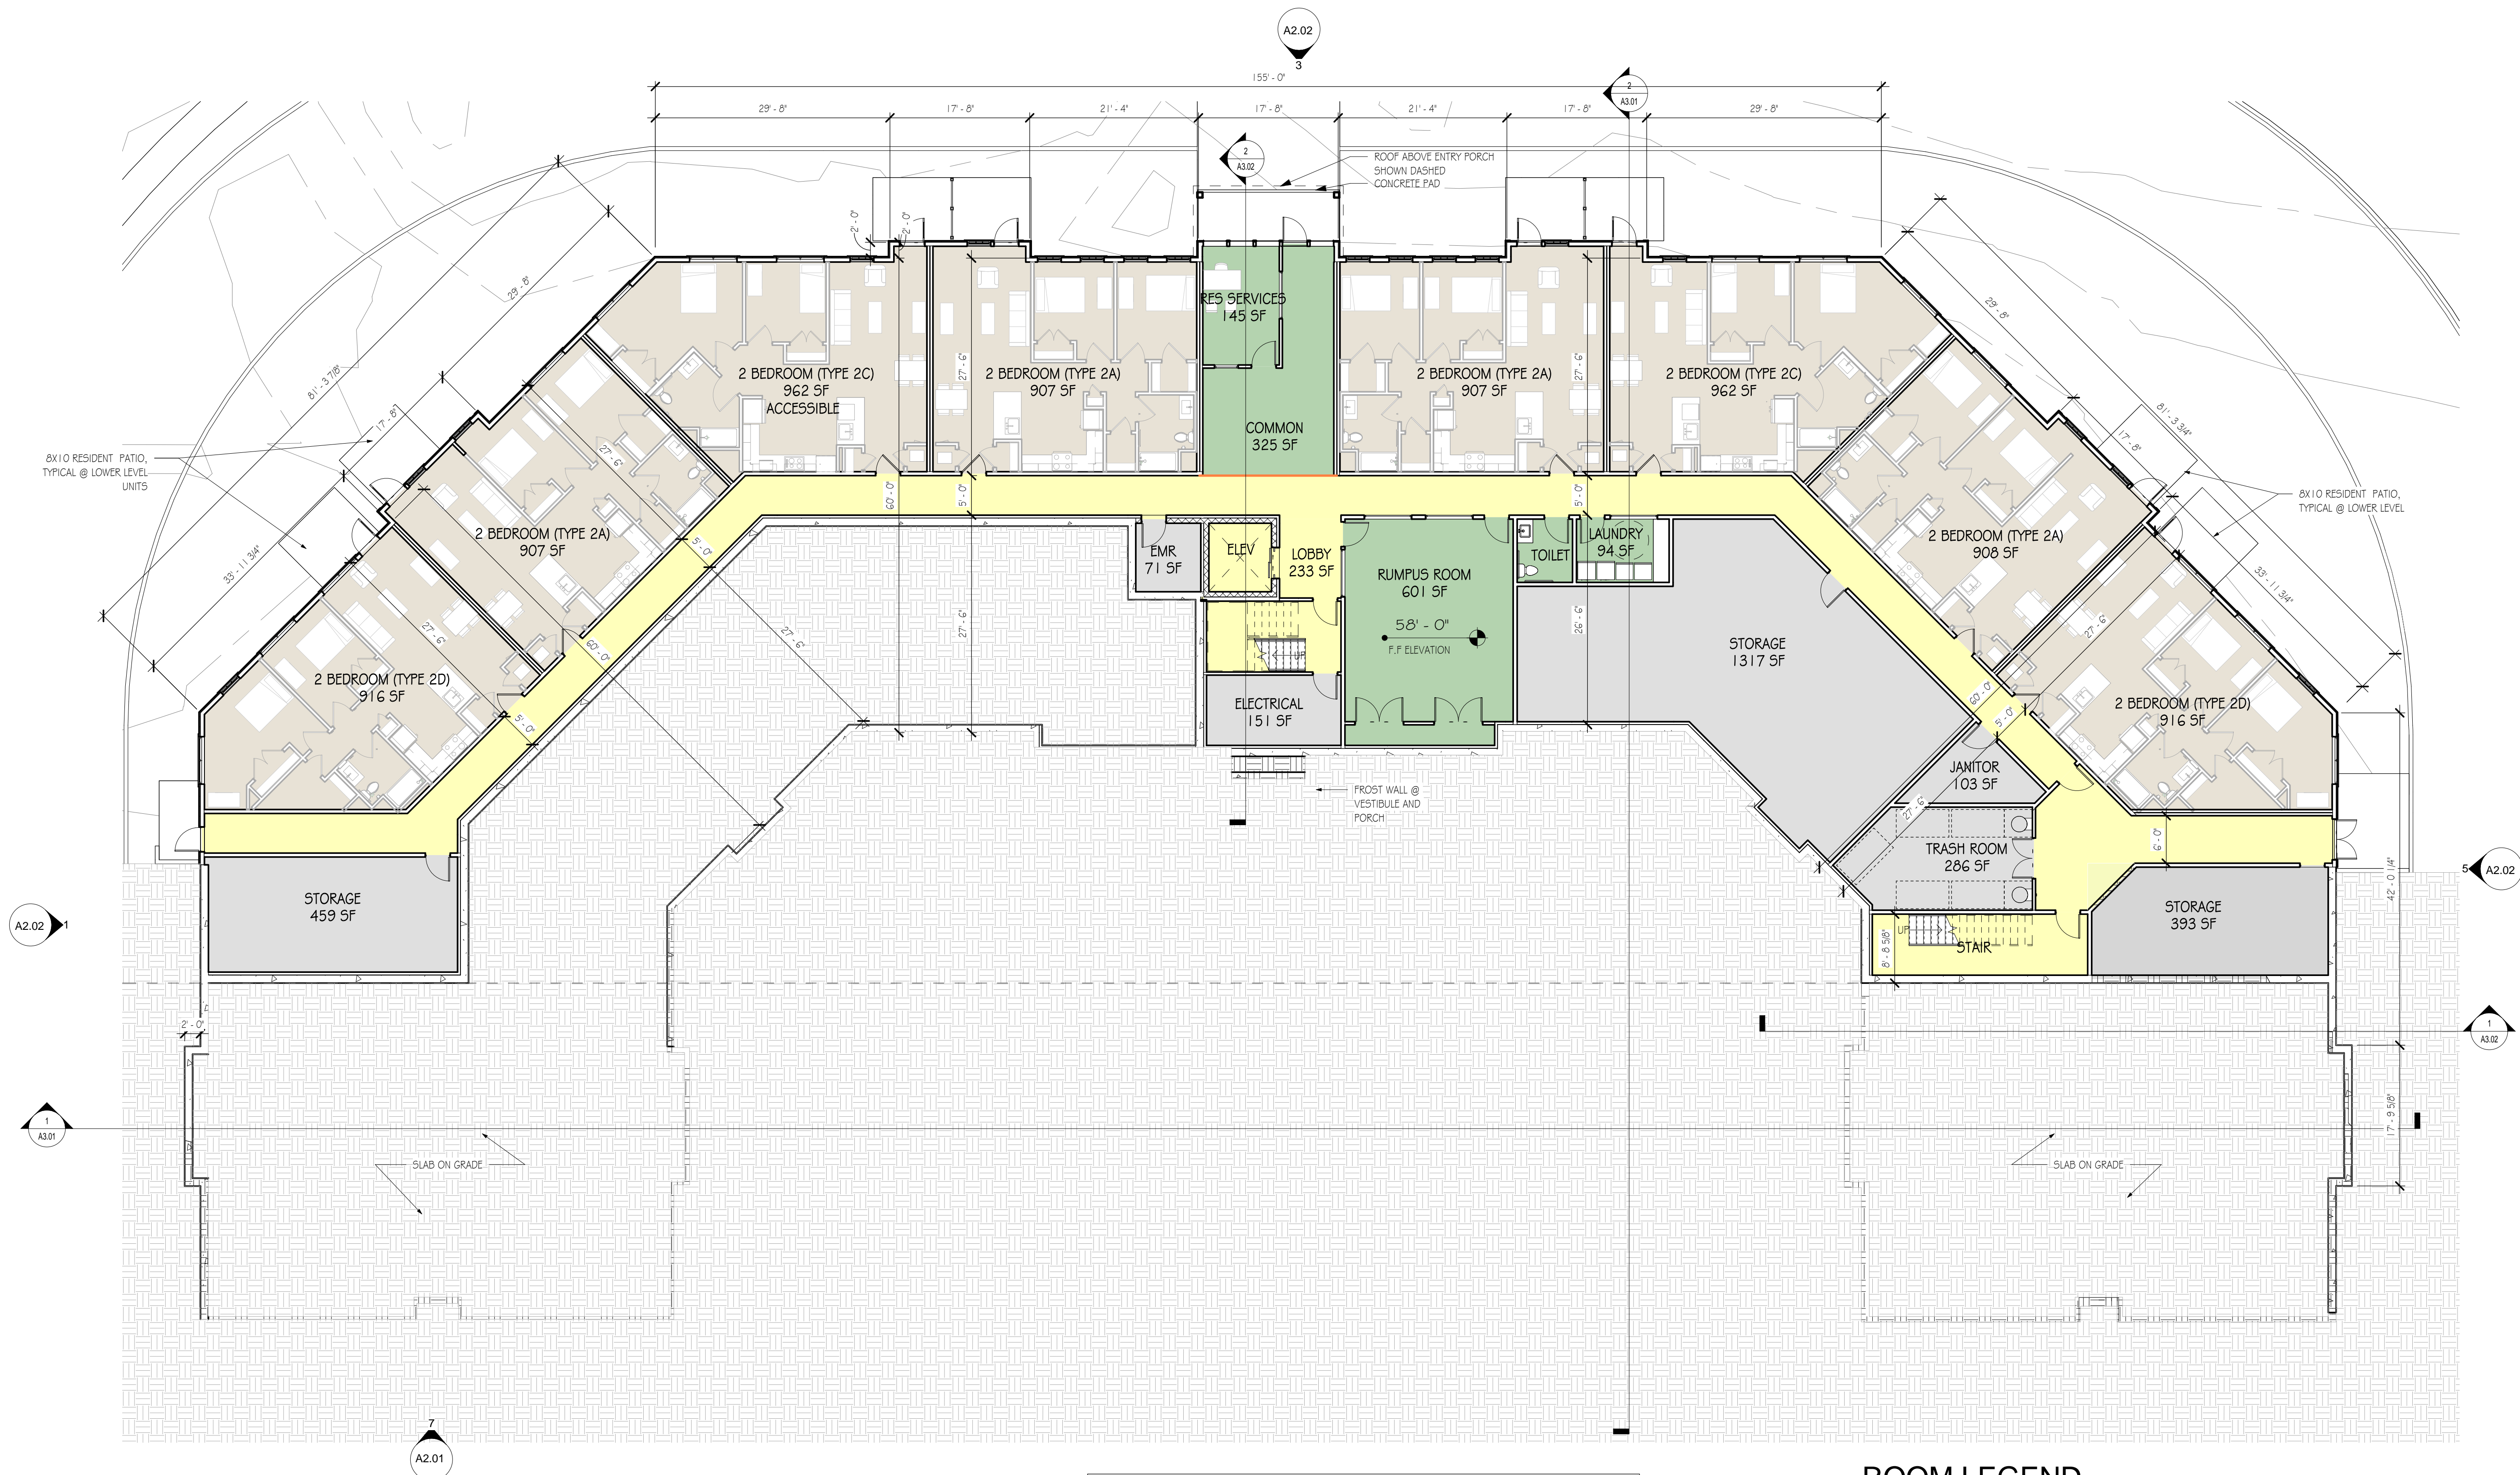 A2.02
3
155' - 0"
2
A3.01
29' - 8"
17' - 8"
21' - 4"
17' - 8"
21' - 4"
17' - 8"
29' - 8"
2
A3.02
ROOF ABOVE ENTRY PORCH
SHOWN DASHED
CONCRETE PAD
2' - 0"
2' - 0"
29' - 8"
29' - 8"
RES SERVICES
145 SF
81' - 3 7/8"
27' - 6"
27' - 6"
2 BEDROOM (TYPE 2C)
962 SF
ACCESSIBLE
2 BEDROOM (TYPE 2A)
907 SF
2 BEDROOM (TYPE 2A)
907 SF
2 BEDROOM (TYPE 2C)
962 SF
17' - 8"
81' - 3 3/4"
17' - 8"
COMMON
325 SF
8X10 RESIDENT PATIO,
TYPICAL @ LOWER LEVEL
UNITS
27' - 6"
60' - 0"
5' - 0"
5' - 0"
8X10 RESIDENT PATIO,
TYPICAL @ LOWER LEVEL
2 BEDROOM (TYPE 2A)
907 SF
5' - 0"
EMR
71 SF
ELEV
LOBBY
233 SF
TOILET
LAUNDRY
94 SF
2 BEDROOM (TYPE 2A)
908 SF
33' - 11 3/4"
RUMPUS ROOM
601 SF
33' - 11 3/4"
27' - 6"
60' - 0"
27' - 6"
27' - 6"
58' - 0"
F.F ELEVATION
26' - 6"
27' - 6"
STORAGE
1317 SF
UP
2 BEDROOM (TYPE 2D)
916 SF
5' - 0"
60' - 0"
5' - 0"
2 BEDROOM (TYPE 2D)
916 SF
ELECTRICAL
151 SF
JANITOR
103 SF
FROST WALL @
VESTIBULE AND
PORCH
27' - 6"
TRASH ROOM
286 SF
6' - 0"
5
A2.02
42' - 0 1/4"
STORAGE
459 SF
STORAGE
393 SF
A2.02
1
UP
STAIR
8' - 8 5/8"
2' - 0"
1
A3.02
1
A3.01
17' - 9 5/8"
SLAB ON GRADE
SLAB ON GRADE
7
A2.01